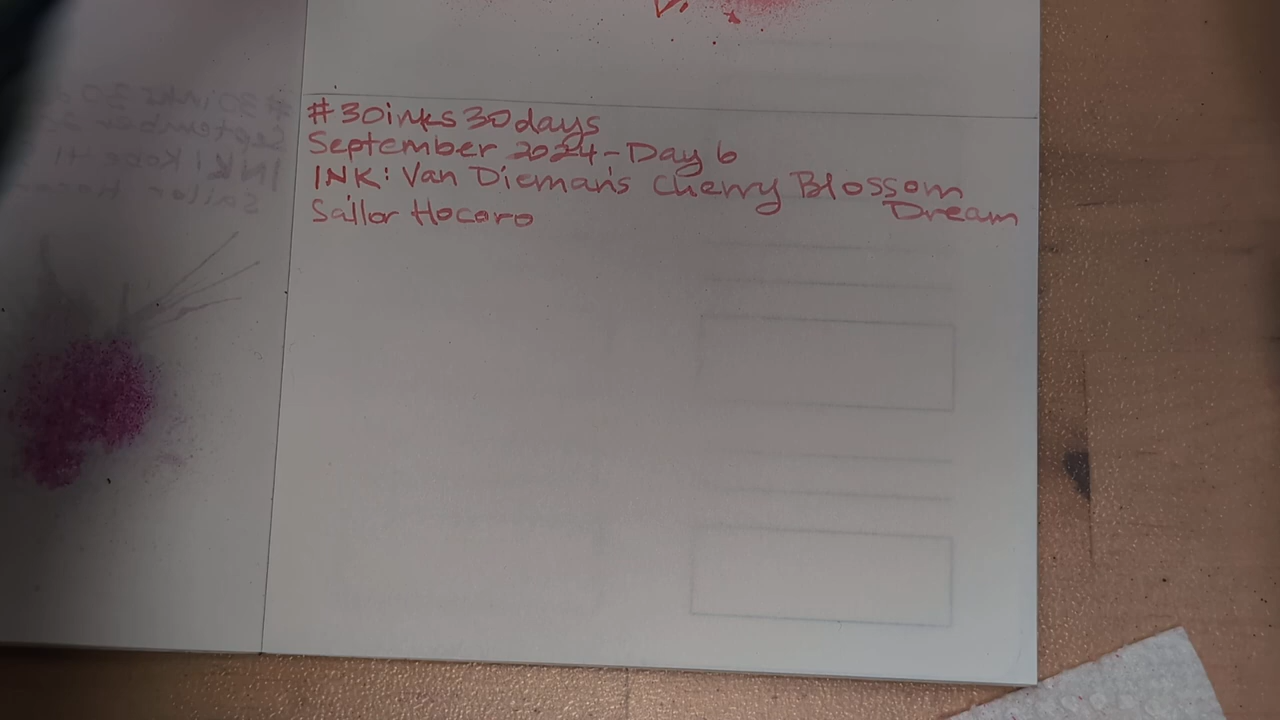 #30inks30days
September 2024-Day 6
INK: Van Dieman's Cherry Blossom
Dream
Sailor Hocoro